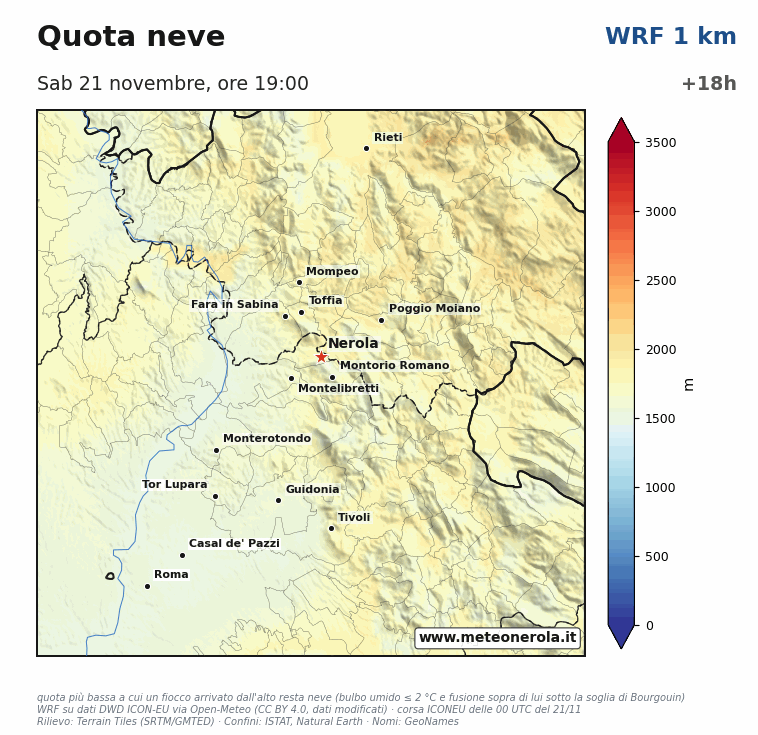 Quota neve
WRF 1 km
Sab 21 novembre, ore 19:00
+18h
Rieti
Mompeo
Toffia
Fara in Sabina
Poggio Moiano
Nerola
Montorio Romano
Montelibretti
Monterotondo
Tor Lupara
Guidonia
Tivoli
Casal de' Pazzi
Roma
www.meteonerola.it
3500
3000
2500
2000
1500
1000
500
0
m
quota più bassa a cui un fiocco arrivato dall'alto resta neve (bulbo umido ≤ 2 °C e fusione sopra di lui sotto la soglia di Bourgouin)
WRF su dati DWD ICON-EU via Open-Meteo (CC BY 4.0, dati modificati) · corsa ICONEU delle 00 UTC del 21/11
Rilievo: Terrain Tiles (SRTM/GMTED) · Confini: ISTAT, Natural Earth · Nomi: GeoNames